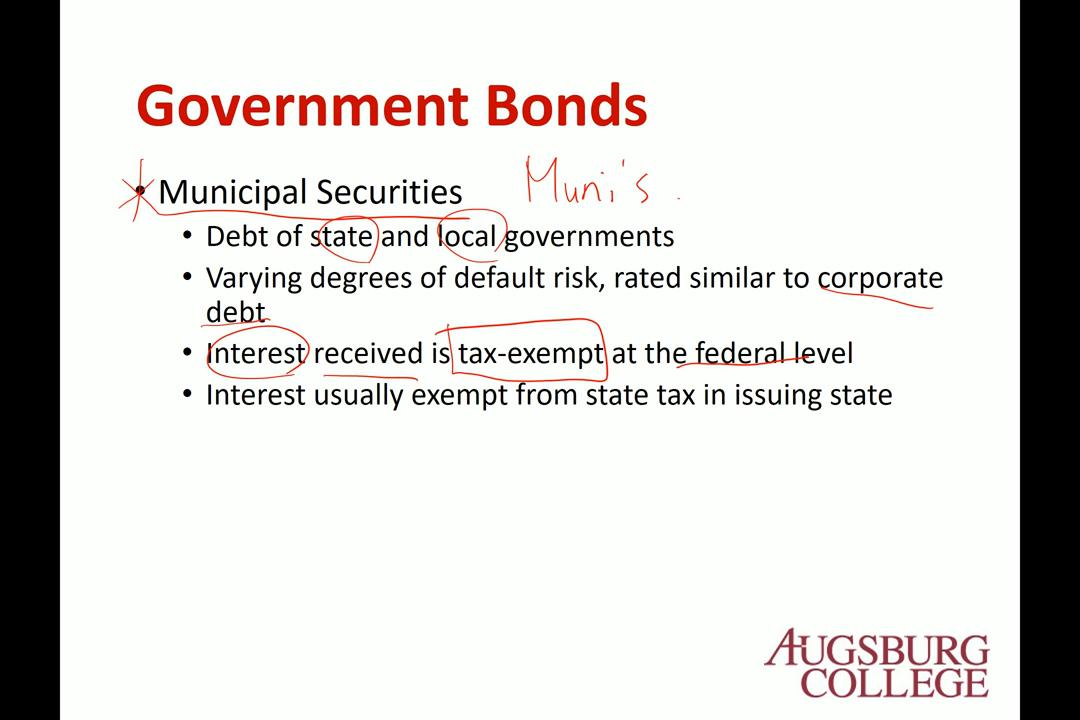 Government Bonds
• Municipal Securities Muni's.
• Debt of state and local governments
• Varying degrees of default risk, rated similar to corporate
debt
• Interest received is tax-exempt at the federal level
• Interest usually exempt from state tax in issuing state
AUGSBURG
COLLEGE